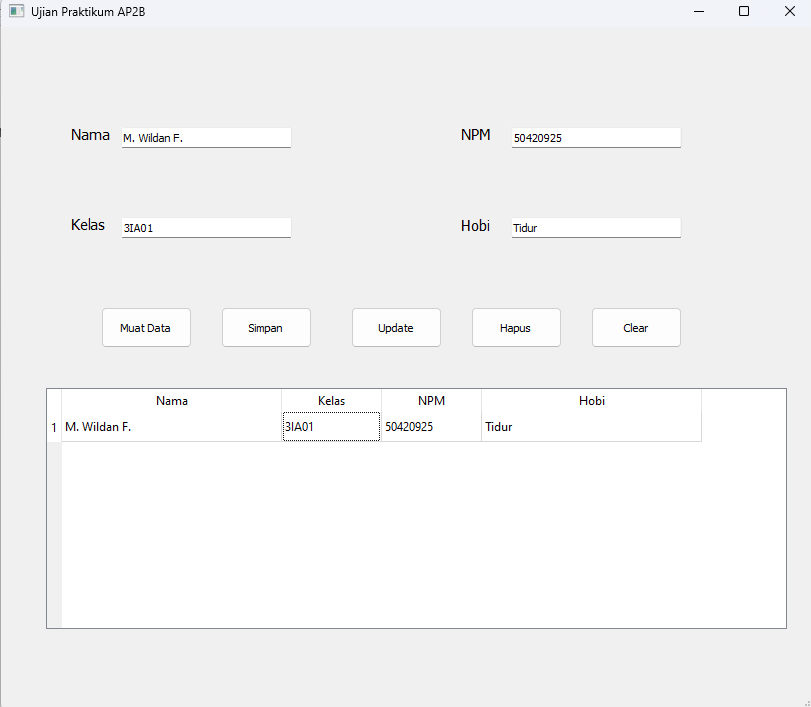 Ujian Praktikum AP2B
Nama M. Wildan F. NPM 50420925
Kelas 3IA01 Hobi Tidur
Muat Data Simpan Update Hapus Clear
Nama Kelas NPM Hobi
1 M. Wildan F. 3IA01 50420925 Tidur